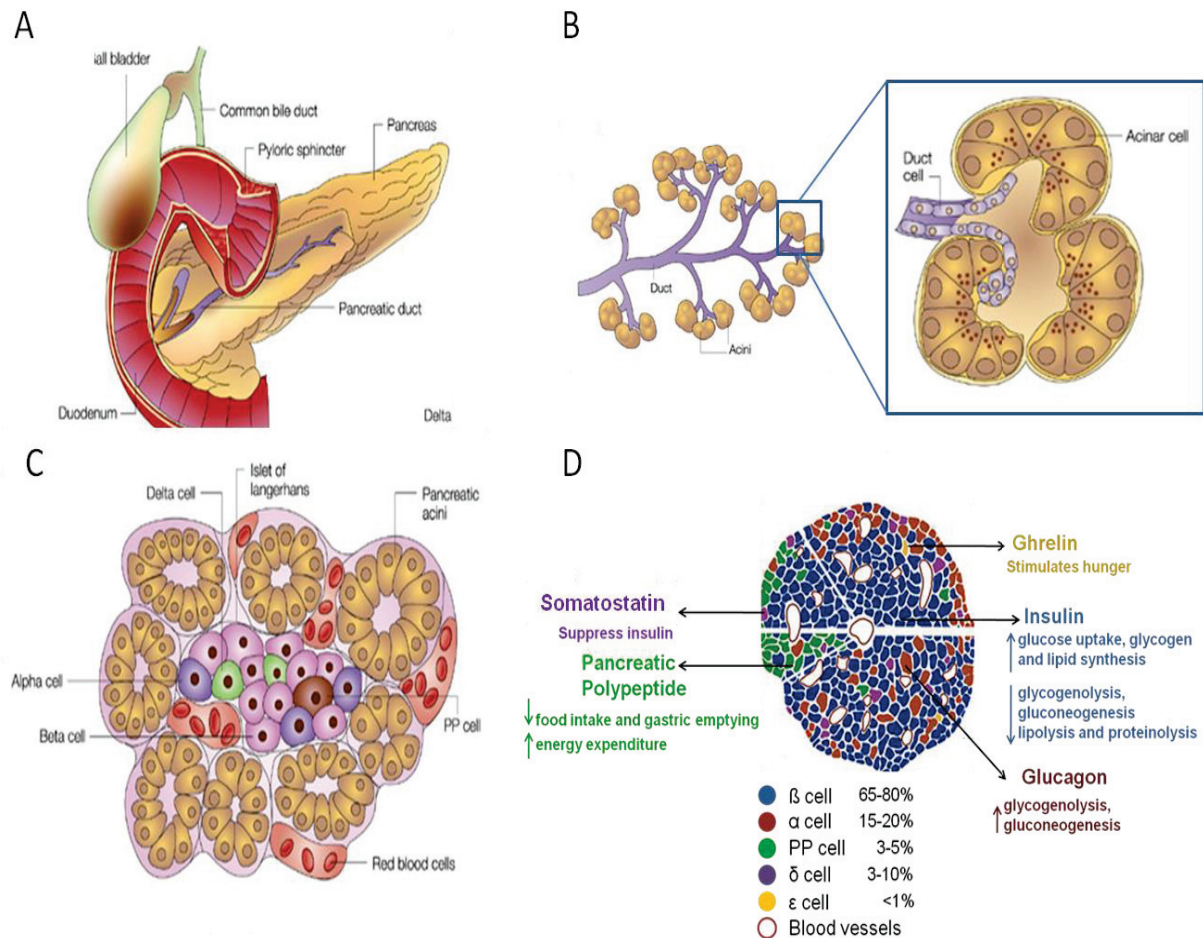 A
all bladder
Common bile duct
Pancreas
Pyloric sphincter
Pancreatic duct
Duodenum
Delta
B
Acinar cell
Duct
cell
Duct
Acini
C
Islet of
langerhans
Delta cell
Pancreatic
acini
Alpha cell
Beta cell
PP cell
Red blood cells
D
Ghrelin
Stimulates hunger
Somatostatin
Suppress insulin
Insulin
↑ glucose uptake, glycogen
and lipid synthesis
Pancreatic
Polypeptide
↓ food intake and gastric emptying
↑ energy expenditure
↓ glycogenolysis,
gluconeogenesis
lipolysis and proteinolysis
Glucagon
↑ glycogenolysis,
gluconeogenesis
ß cell 65-80%
α cell 15-20%
PP cell 3-5%
δ cell 3-10%
ε cell <1%
Blood vessels